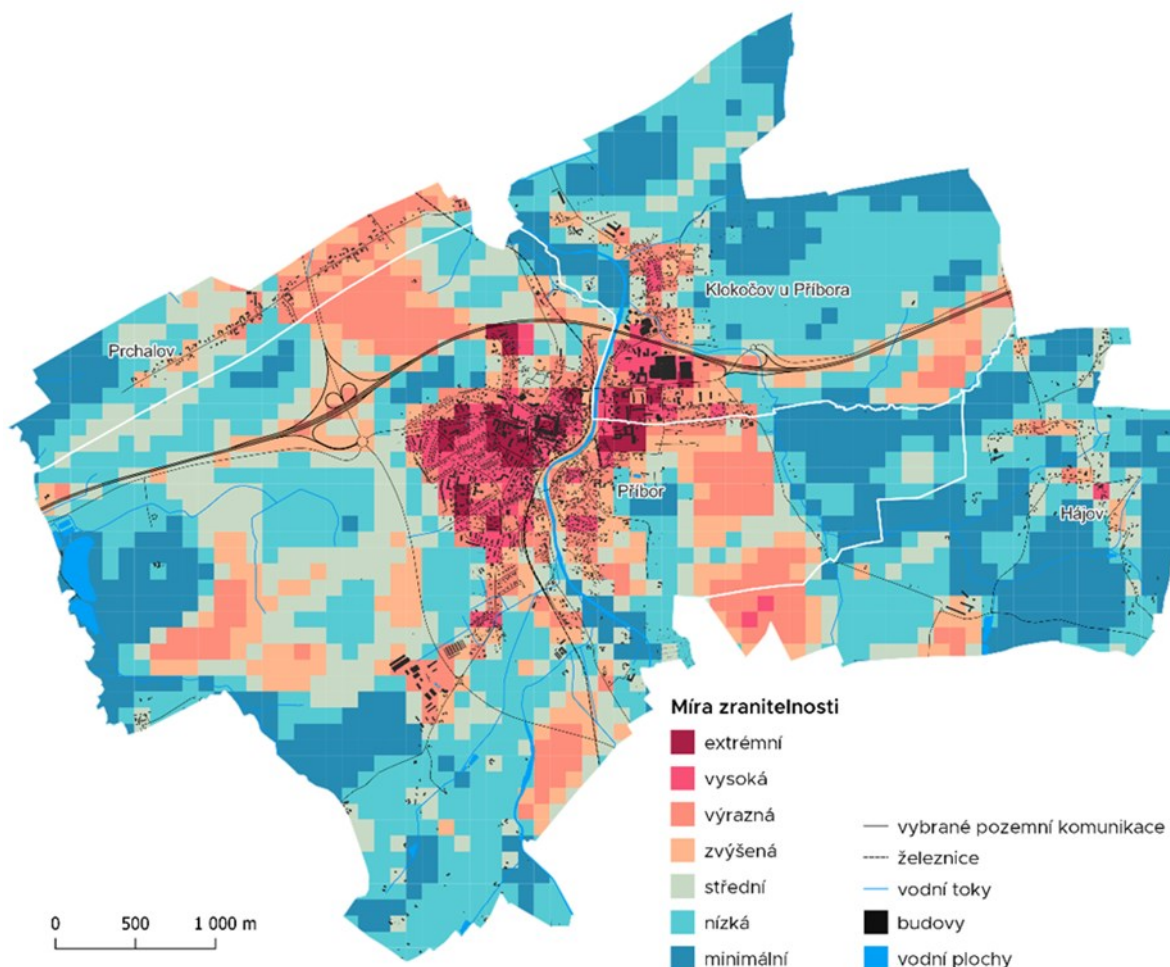 Klokočov u Příbora
Prchalov
Příbor
Hájov
Míra zranitelnosti
extrémní
vysoká
výrazná
zvýšená
střední
nízká
minimální
vybrané pozemní komunikace
železnice
vodní toky
budovy
vodní plochy
0 500 1 000 m